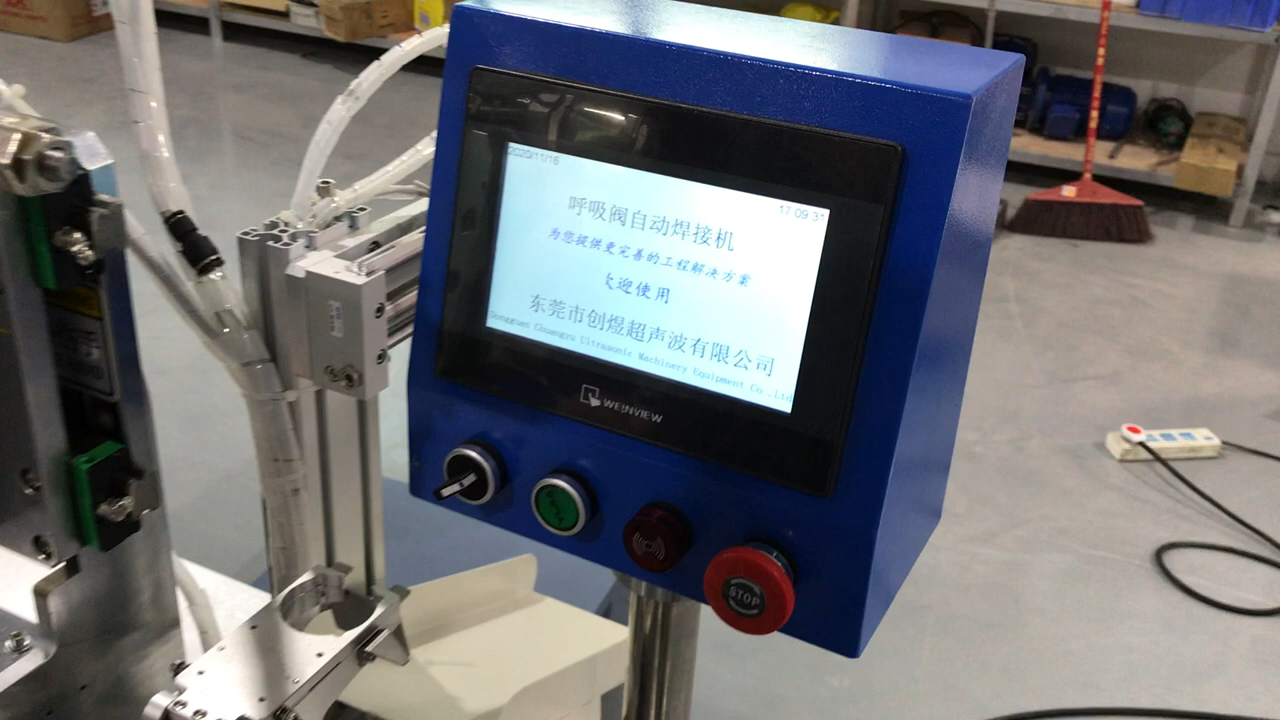 2020/11/16
17:09:31
呼吸阀自动焊接机
为您提供更完善的工程解决方案
欢迎使用
东莞市创煜超声波有限公司
Dongguan Chuangyu Ultrasonic Machinery Equipment Co.,Ltd
WEINVIEW
STOP